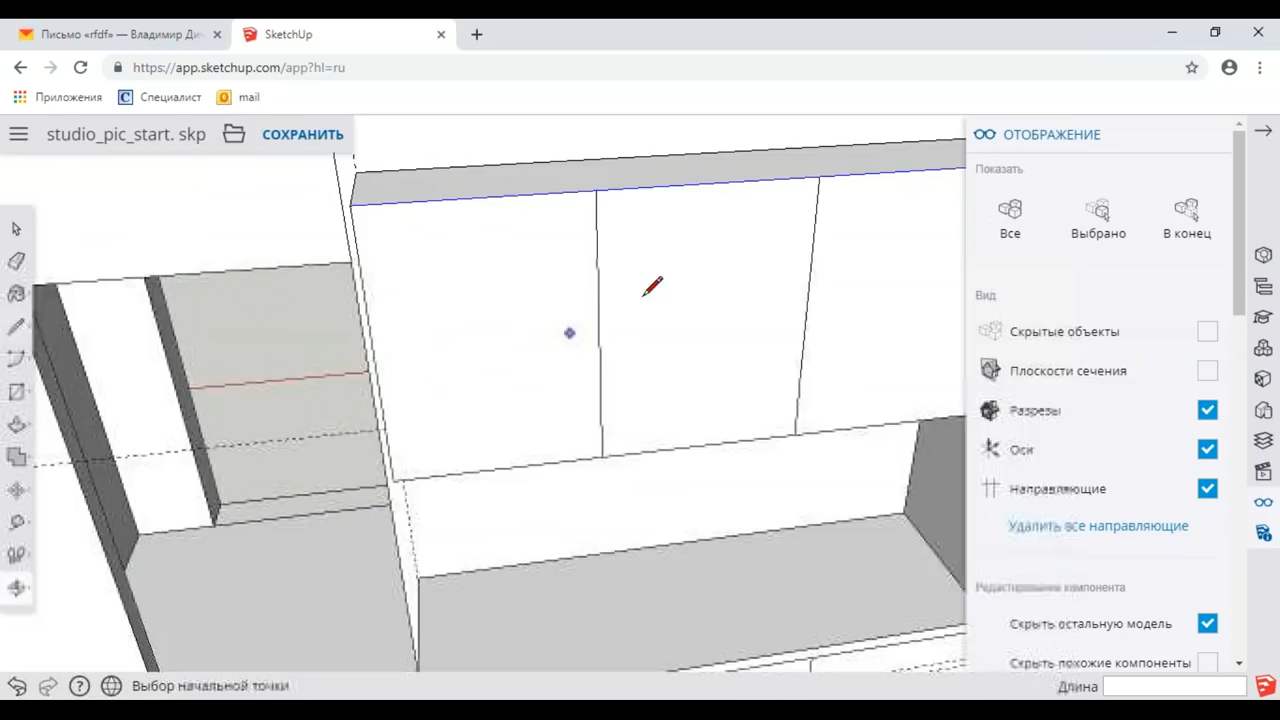 Письмо «rfdf» — Владимир Ди
SketchUp
https://app.sketchup.com/app?hl=ru
Приложения
Специалист
mail
studio_pic_start. skp
СОХРАНИТЬ
ОТОБРАЖЕНИЕ
Показать
Все
Выбрано
В конец
Вид
Скрытые объекты
Плоскости сечения
Разрезы
Оси
Направляющие
Удалить все направляющие
Редактирование компонента
Скрыть остальную модель
Скрыть похожие компоненты
Выбор начальной точки
Длина